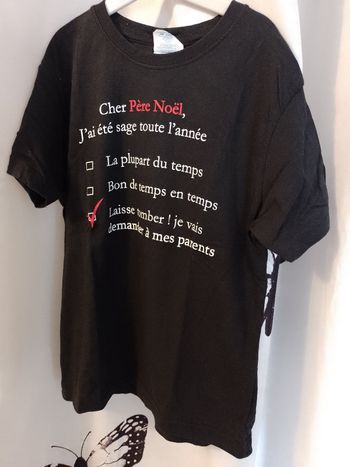 Cher Père Noël,
J'ai été sage toute l'année
La plupart du temps
Bon de temps en temps
Laisse tomber ! je vais
demander à mes parents